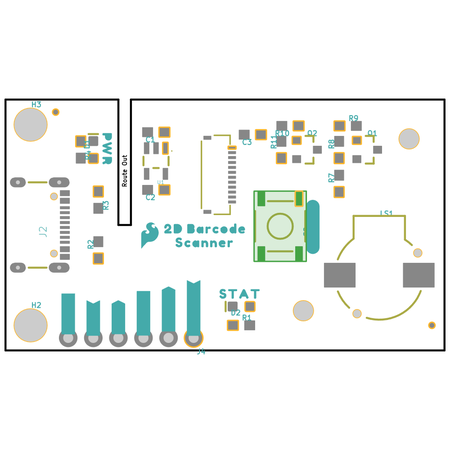 H3
PWR
Route Out
C1
C2
C3
R10
R11
Q2
R9
R8
Q1
R7
R3
J2
R2
2D Barcode
Scanner
LS1
STAT
D2
R1
H2
J4